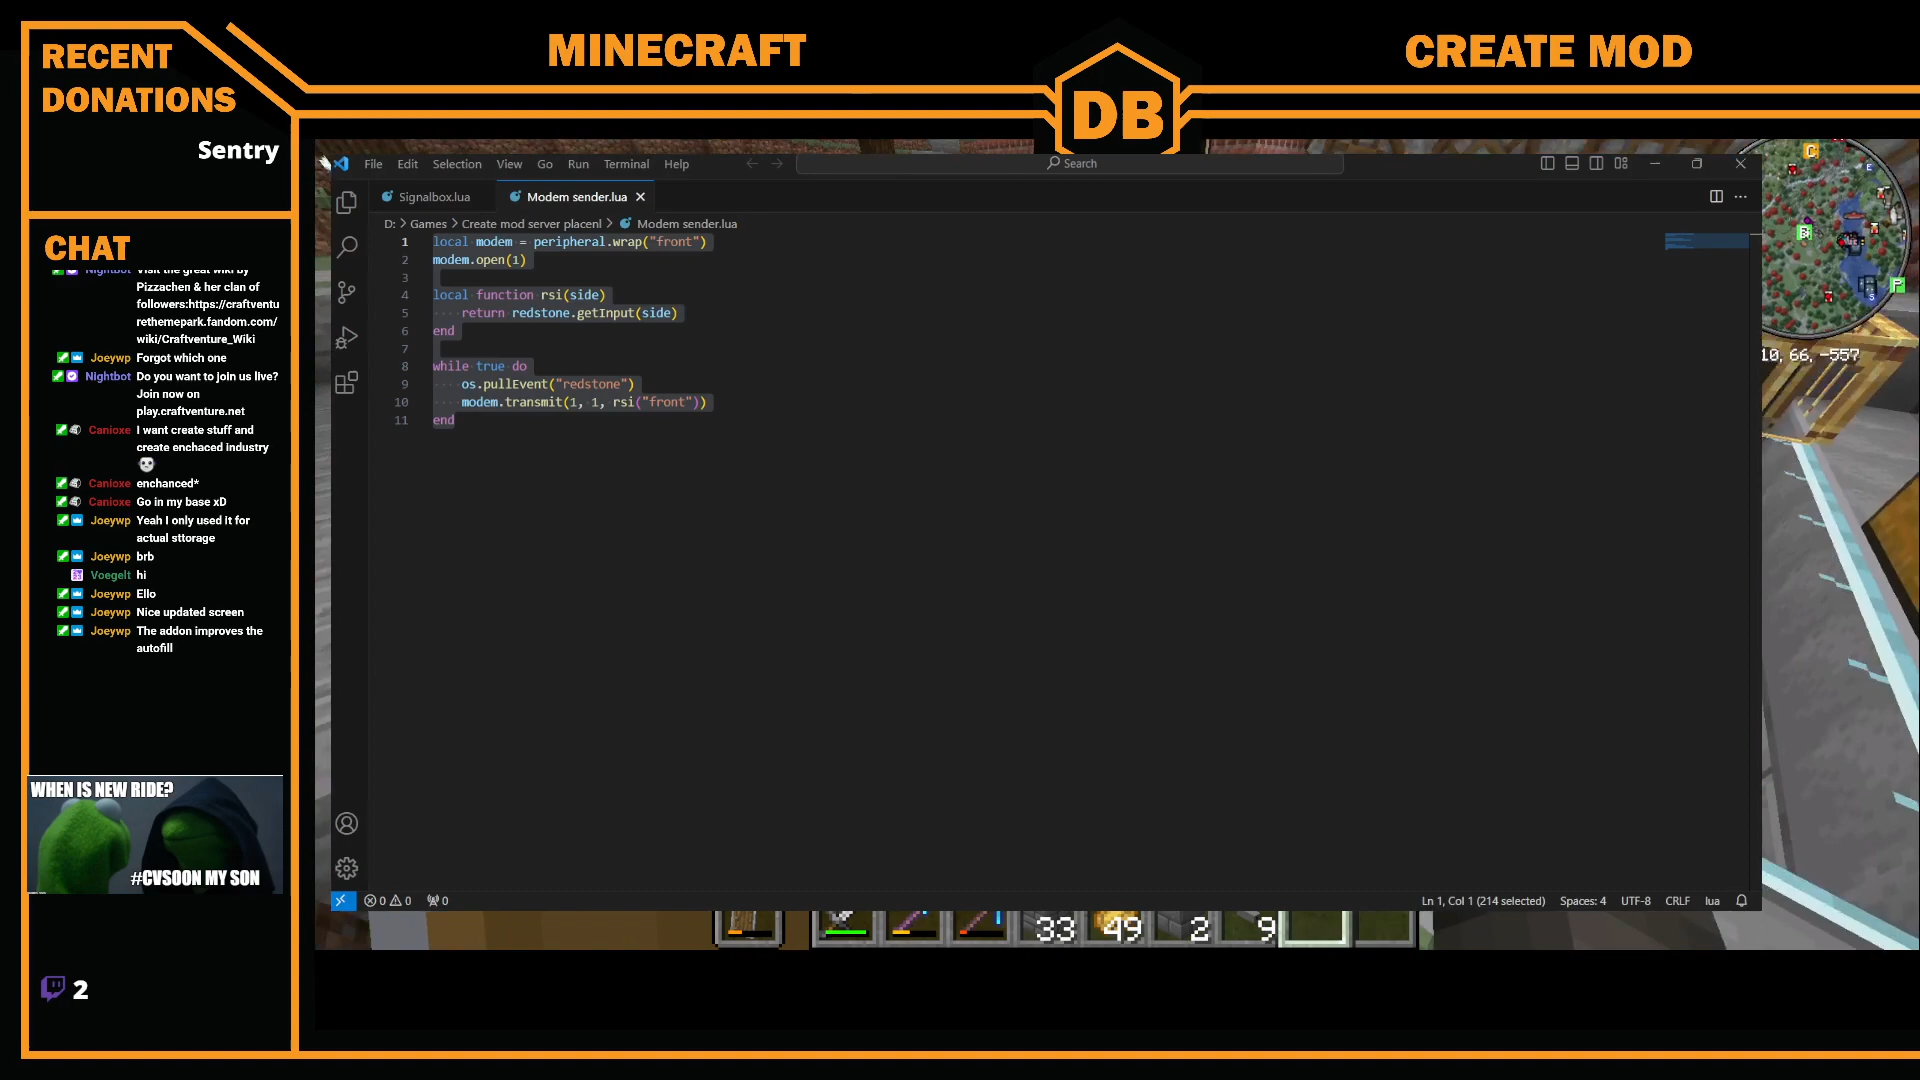 RECENT
DONATIONS
Sentry
MINECRAFT
DB
CREATE MOD
CHAT
Nightbot Visit the great wiki by
Pizzachen & her clan of
followers:https://craftventu
rethemepark.fandom.com/
wiki/Craftventure_Wiki
Joeywp Forgot which one
Nightbot Do you want to join us live?
Join now on
play.craftventure.net
Canioxe I want create stuff and
create enchaced industry
Canioxe enchanced*
Canioxe Go in my base xD
Joeywp Yeah I only used it for
actual sttorage
Joeywp brb
Voegelt hi
Joeywp Ello
Joeywp Nice updated screen
Joeywp The addon improves the
autofill
WHEN IS NEW RIDE?
#CVSOON MY SON
2
File Edit Selection View Go Run Terminal Help
Search
Signalbox.lua
Modem sender.lua
D: > Games > Create mod server placenl > Modem sender.lua
1 local modem = peripheral.wrap("front")
2 modem.open(1)
3
4 local function rsi(side)
5 return redstone.getInput(side)
6 end
7
8 while true do
9 os.pullEvent("redstone")
10 modem.transmit(1, 1, rsi("front"))
11 end
0 0 0
Ln 1, Col 1 (214 selected) Spaces: 4 UTF-8 CRLF lua
C
E
B
P
S
10, 66, -557
33 49 2 9